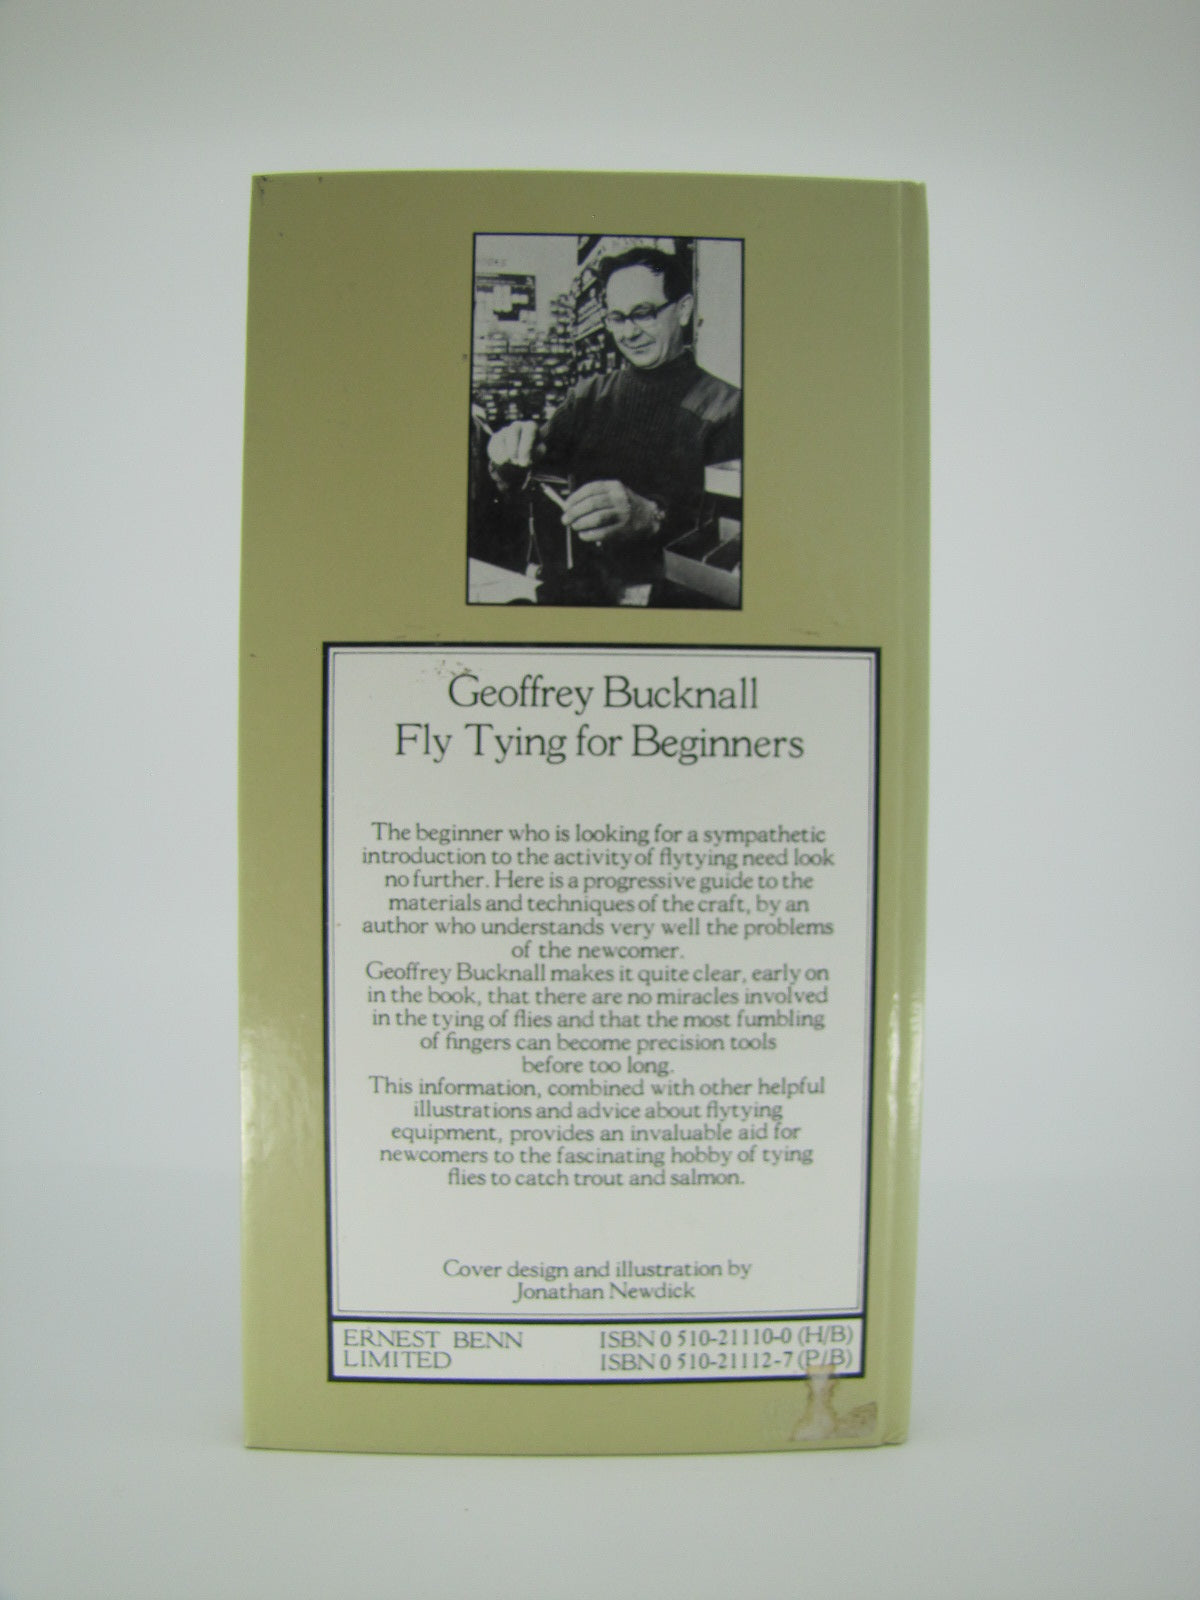 Geoffrey Bucknall
Fly Tying for Beginners
The beginner who is looking for a sympathetic
introduction to the activity of flytying need look
no further. Here is a progressive guide to the
materials and techniques of the craft, by an
author who understands very well the problems
of the newcomer.
Geoffrey Bucknall makes it quite clear, early on
in the book, that there are no miracles involved
in the tying of flies and that the most fumbling
of fingers can become precision tools
before too long.
This information, combined with other helpful
illustrations and advice about flytying
equipment, provides an invaluable aid for
newcomers to the fascinating hobby of tying
flies to catch trout and salmon.
Cover design and illustration by
Jonathan Newdick
ERNEST BENN
LIMITED
ISBN 0 510-21110-0 (H/B)
ISBN 0 510-21112-7 (P/B)